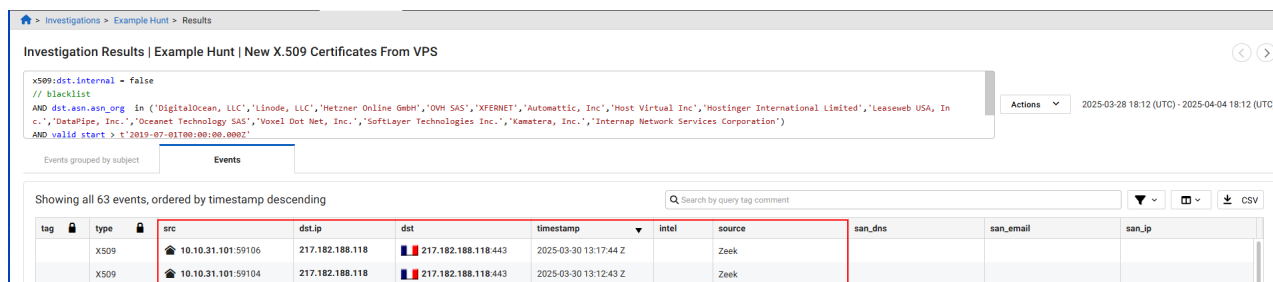 > Investigations > Example Hunt > Results
Investigation Results | Example Hunt | New X.509 Certificates From VPS
x509:dst.internal = false
// blacklist
AND dst.asn.asn_org in ('DigitalOcean, LLC','Linode, LLC','Hetzner Online GmbH','OVH SAS','XFERNET','Automattic, Inc','Host Virtual Inc','Hostinger International Limited','Leaseweb USA, In
c.','DataPipe, Inc.','Oceanet Technology SAS','Voxel Dot Net, Inc.','SoftLayer Technologies Inc.','Kamatera, Inc.','Internap Network Services Corporation')
AND valid start > t'2019-07-01T00:00:00.000Z'
Actions 2025-03-28 18:12 (UTC) - 2025-04-04 18:12 (UTC
Events grouped by subject Events
Showing all 63 events, ordered by timestamp descending Search by query tag comment CSV
tag type src dst.ip dst timestamp intel source san_dns san_email san_ip
X509 10.10.31.101:59106 217.182.188.118 217.182.188.118:443 2025-03-30 13:17:44 Z Zeek
X509 10.10.31.101:59104 217.182.188.118 217.182.188.118:443 2025-03-30 13:12:43 Z Zeek